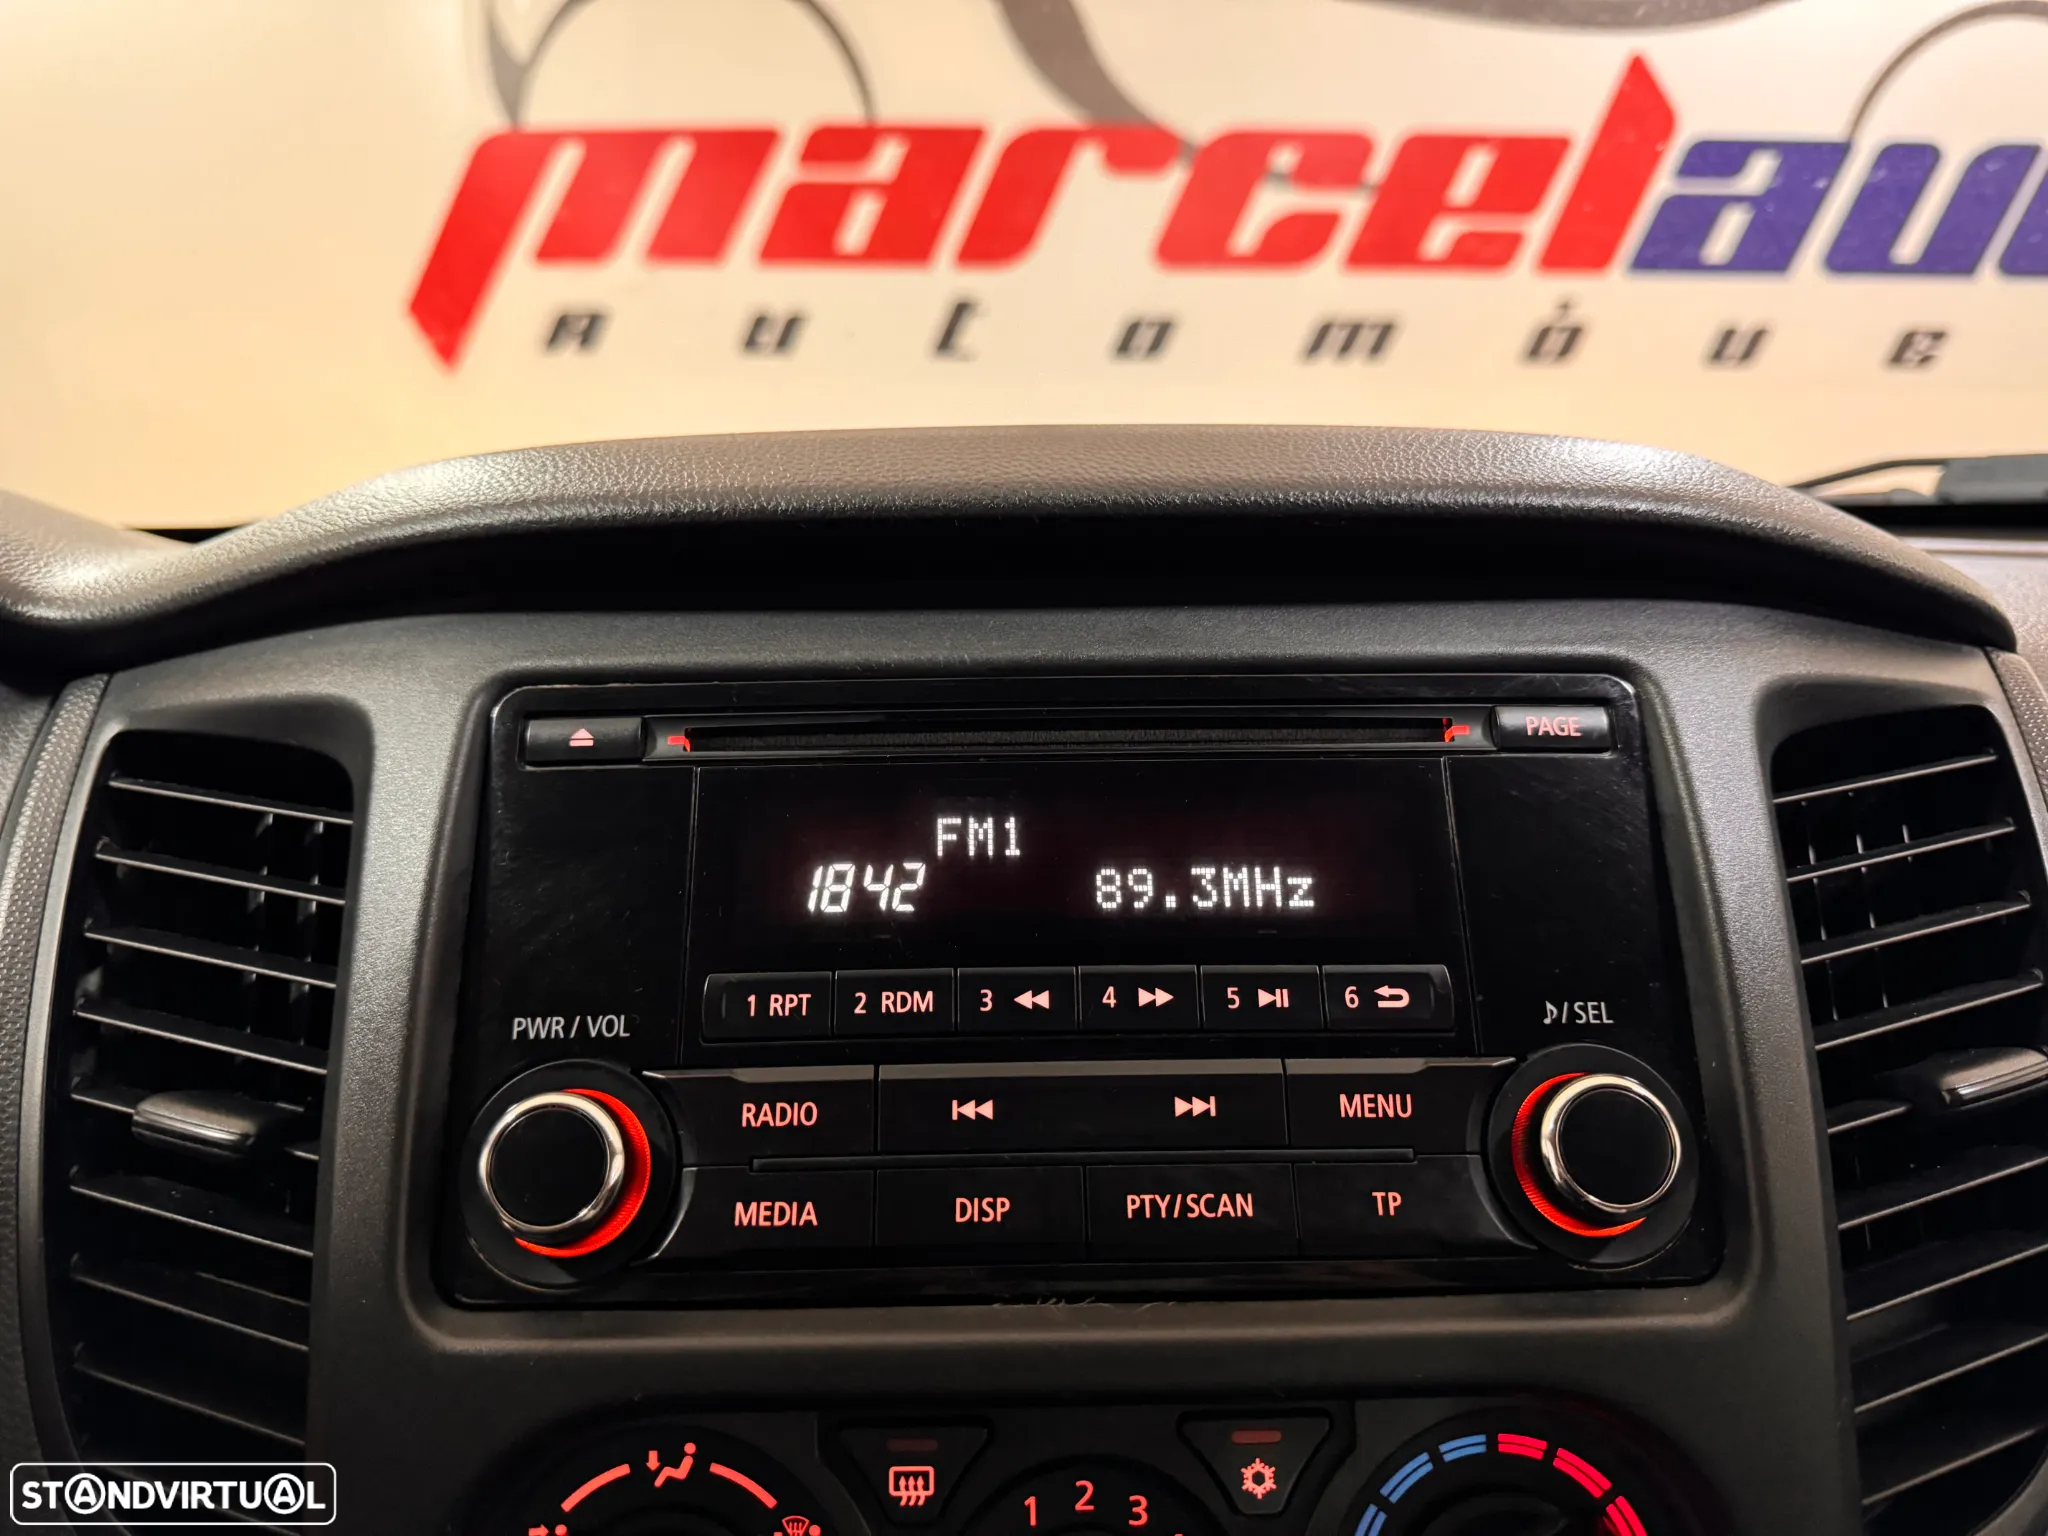 marcelau
automóve
PAGE
FM1
1842 89.3MHz
1 RPT 2 RDM 3 4 5 6
PWR / VOL
/ SEL
RADIO MENU
MEDIA DISP PTY/SCAN TP
1 2 3
STANDVIRTUAL